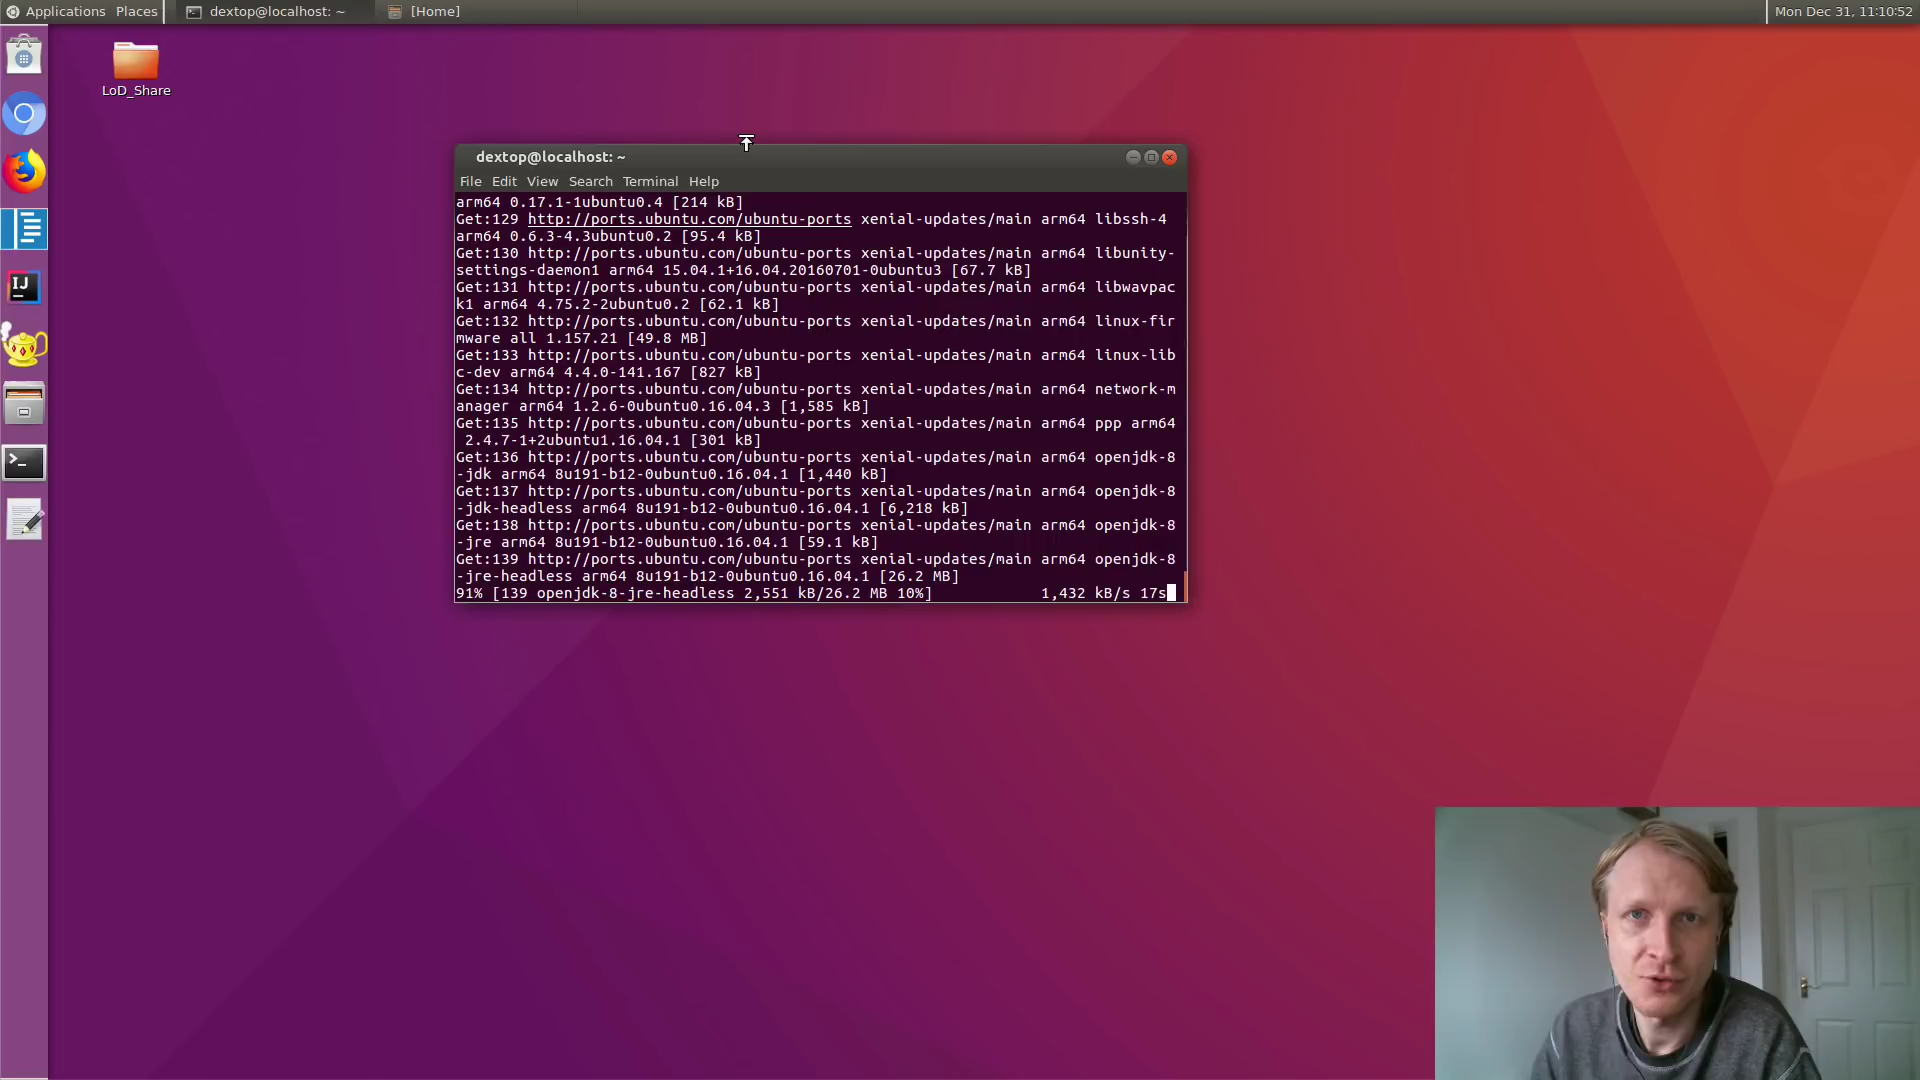 Applications Places dextop@localhost: ~ [Home] Mon Dec 31, 11:10:52
LoD_Share
dextop@localhost: ~
File Edit View Search Terminal Help
arm64 0.17.1-1ubuntu0.4 [214 kB]
Get:129 http://ports.ubuntu.com/ubuntu-ports xenial-updates/main arm64 libssh-4
arm64 0.6.3-4.3ubuntu0.2 [95.4 kB]
Get:130 http://ports.ubuntu.com/ubuntu-ports xenial-updates/main arm64 libunity-
settings-daemon1 arm64 15.04.1+16.04.20160701-0ubuntu3 [67.7 kB]
Get:131 http://ports.ubuntu.com/ubuntu-ports xenial-updates/main arm64 libwavpac
k1 arm64 4.75.2-2ubuntu0.2 [62.1 kB]
Get:132 http://ports.ubuntu.com/ubuntu-ports xenial-updates/main arm64 linux-fir
mware all 1.157.21 [49.8 MB]
Get:133 http://ports.ubuntu.com/ubuntu-ports xenial-updates/main arm64 linux-lib
c-dev arm64 4.4.0-141.167 [827 kB]
Get:134 http://ports.ubuntu.com/ubuntu-ports xenial-updates/main arm64 network-m
anager arm64 1.2.6-0ubuntu0.16.04.3 [1,585 kB]
Get:135 http://ports.ubuntu.com/ubuntu-ports xenial-updates/main arm64 ppp arm64
2.4.7-1+2ubuntu1.16.04.1 [301 kB]
Get:136 http://ports.ubuntu.com/ubuntu-ports xenial-updates/main arm64 openjdk-8
-jdk arm64 8u191-b12-0ubuntu0.16.04.1 [1,440 kB]
Get:137 http://ports.ubuntu.com/ubuntu-ports xenial-updates/main arm64 openjdk-8
-jdk-headless arm64 8u191-b12-0ubuntu0.16.04.1 [6,218 kB]
Get:138 http://ports.ubuntu.com/ubuntu-ports xenial-updates/main arm64 openjdk-8
-jre arm64 8u191-b12-0ubuntu0.16.04.1 [59.1 kB]
Get:139 http://ports.ubuntu.com/ubuntu-ports xenial-updates/main arm64 openjdk-8
-jre-headless arm64 8u191-b12-0ubuntu0.16.04.1 [26.2 MB]
91% [139 openjdk-8-jre-headless 2,551 kB/26.2 MB 10%] 1,432 kB/s 17s
IJ